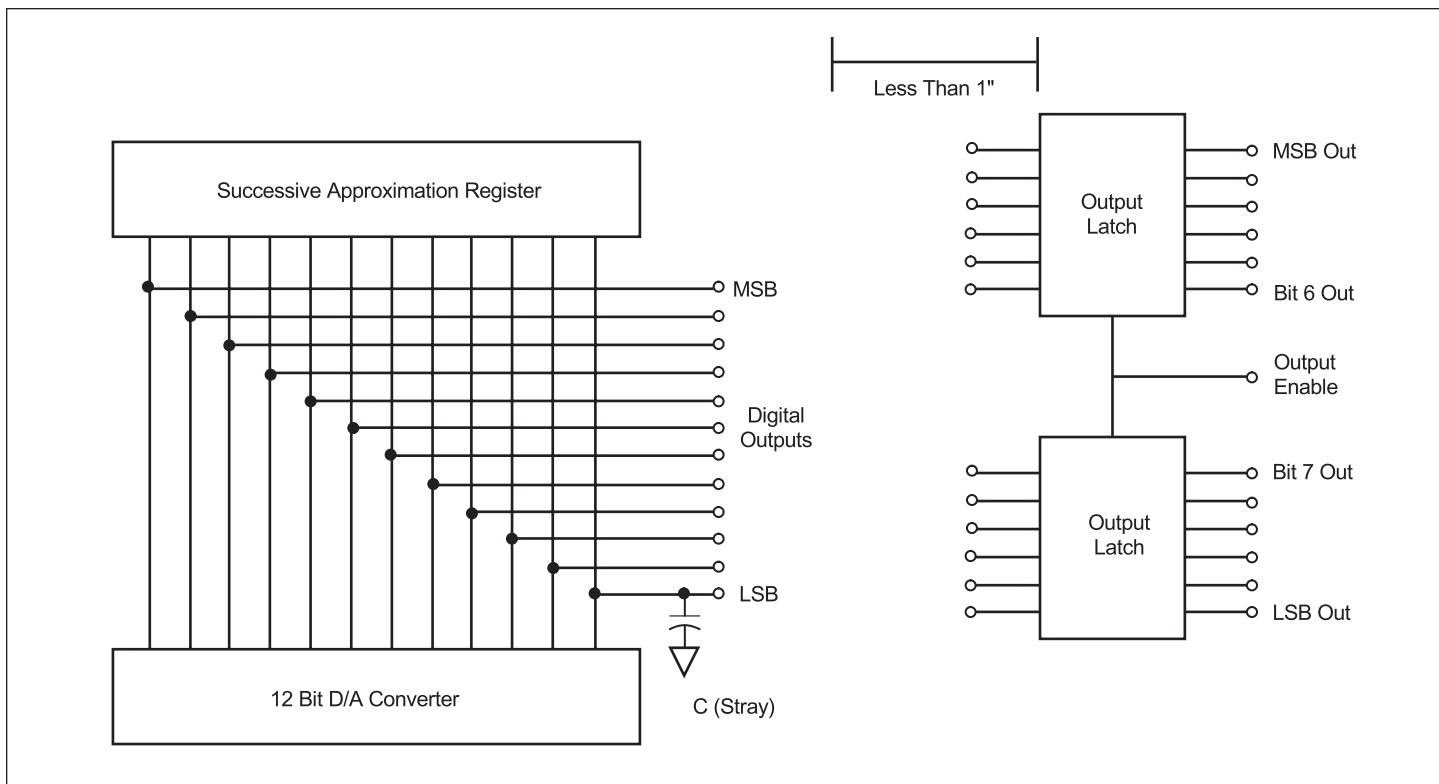 Less Than 1"
Successive Approximation Register
MSB
Digital
Outputs
LSB
C (Stray)
12 Bit D/A Converter
Output
Latch
MSB Out
Bit 6 Out
Output
Enable
Output
Latch
Bit 7 Out
LSB Out